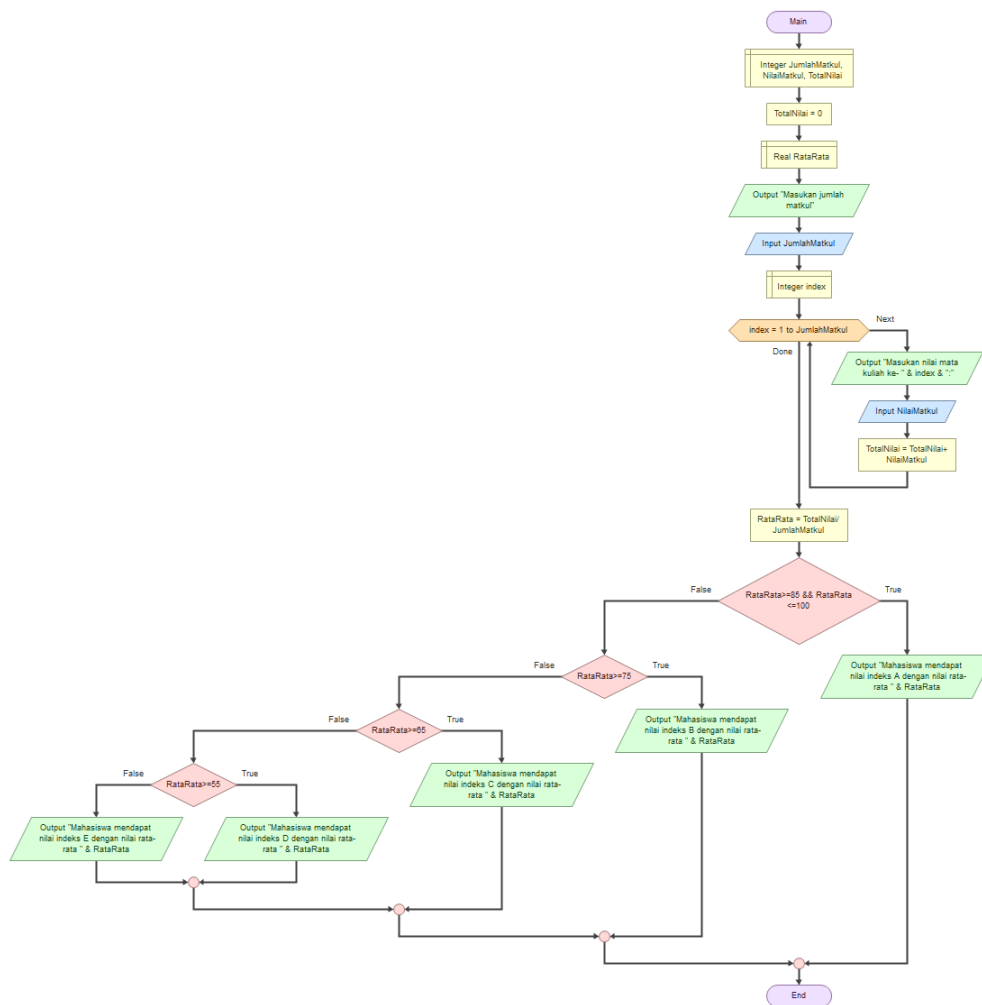 Main
Integer JumlahMatkul,
NilaiMatkul, TotalNilai
TotalNilai = 0
Real RataRata
Output "Masukan jumlah
matkul"
Input JumlahMatkul
Integer index
index = 1 to JumlahMatkul
Next
Done
Output "Masukan nilai mata
kuliah ke- " & index & ":"
Input NilaiMatkul
TotalNilai = TotalNilai+
NilaiMatkul
RataRata = TotalNilai/
JumlahMatkul
False
RataRata>=85 && RataRata
<=100
True
False
RataRata>=75
True
Output "Mahasiswa mendapat
nilai indeks A dengan nilai rata-
rata " & RataRata
False
RataRata>=65
True
Output "Mahasiswa mendapat
nilai indeks B dengan nilai rata-
rata " & RataRata
False
RataRata>=55
True
Output "Mahasiswa mendapat
nilai indeks C dengan nilai rata-
rata " & RataRata
Output "Mahasiswa mendapat
nilai indeks E dengan nilai rata-
rata " & RataRata
Output "Mahasiswa mendapat
nilai indeks D dengan nilai rata-
rata " & RataRata
End